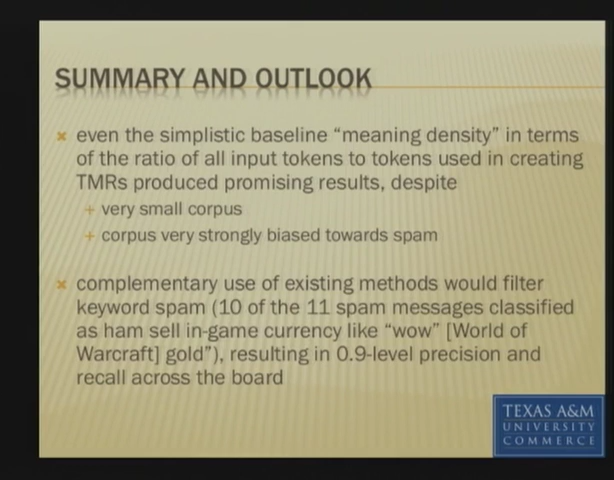 SUMMARY AND OUTLOOK
× even the simplistic baseline “meaning density” in terms
of the ratio of all input tokens to tokens used in creating
TMRs produced promising results, despite
+ very small corpus
+ corpus very strongly biased towards spam
× complementary use of existing methods would filter
keyword spam (10 of the 11 spam messages classified
as ham sell in-game currency like “wow” [World of
Warcraft] gold”), resulting in 0.9-level precision and
recall across the board
TEXAS A&M
UNIVERSITY
COMMERCE